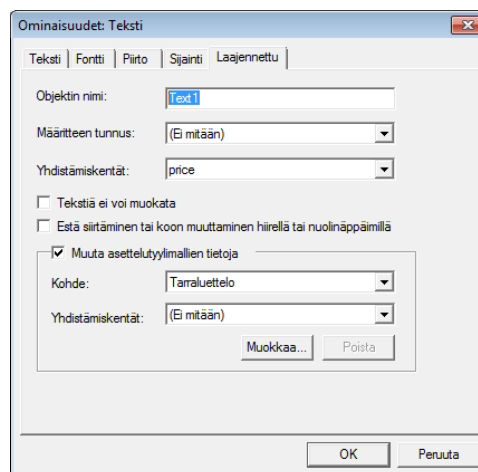 Ominaisuudet: Teksti
Teksti Fontti Piirto Sijainti Laajennettu
Objektin nimi: Text1
Määritteen tunnus: (Ei mitään)
Yhdistämiskentät: price
Tekstiä ei voi muokata
Estä siirtäminen tai koon muuttaminen hiirellä tai nuolinäppäimillä
Muuta asettelutyylimallien tietoja
Kohde: Tarraluettelo
Yhdistämiskentät: (Ei mitään)
Muokkaa... Poista
OK Peruuta